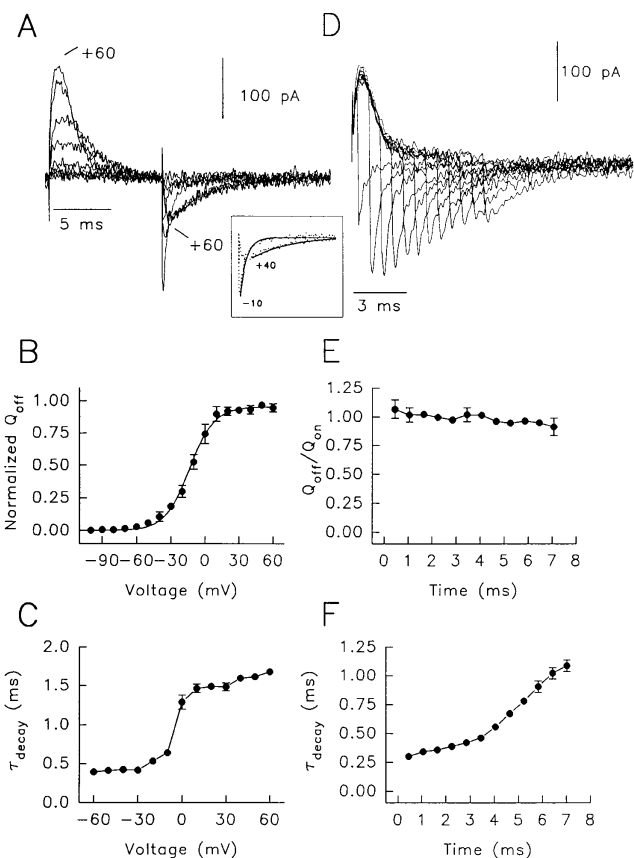 A
+60
100 pA
5 ms
+60
+40
-10
D
100 pA
3 ms
B
Normalized Q_off
1.00
0.75
0.50
0.25
0.00
-90 -60 -30 0 30 60
Voltage (mV)
E
Q_off/Q_on
1.25
1.00
0.75
0.50
0.25
0.00
0 1 2 3 4 5 6 7 8
Time (ms)
C
τ_decay (ms)
2.0
1.5
1.0
0.5
0.0
-60 -30 0 30 60
Voltage (mV)
F
τ_decay (ms)
1.25
1.00
0.75
0.50
0.25
0.00
0 1 2 3 4 5 6 7 8
Time (ms)